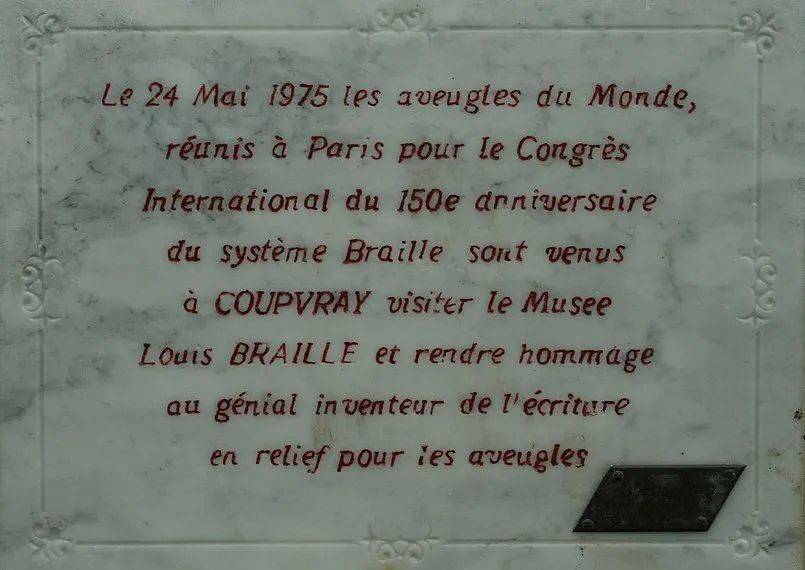 Le 24 Mai 1975 les aveugles du Monde,
réunis à Paris pour le Congrès
International du 150e anniversaire
du système Braille sont venus
à COUPVRAY visiter le Musee
Louis BRAILLE et rendre hommage
au génial inventeur de l'écriture
en relief pour les aveugles